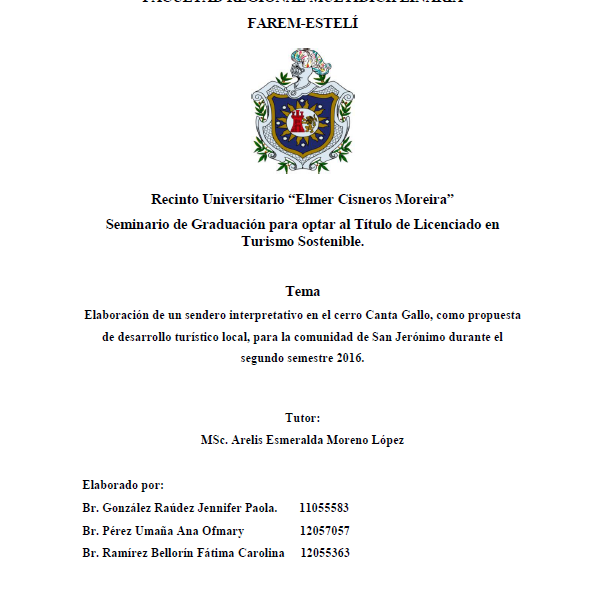 FACULTAD REGIONAL MULTIDISCIPLINARIA
FAREM-ESTELÍ
Recinto Universitario “Elmer Cisneros Moreira”
Seminario de Graduación para optar al Título de Licenciado en
Turismo Sostenible.
Tema
Elaboración de un sendero interpretativo en el cerro Canta Gallo, como propuesta
de desarrollo turístico local, para la comunidad de San Jerónimo durante el
segundo semestre 2016.
Tutor:
MSc. Arelis Esmeralda Moreno López
Elaborado por:
Br. González Raúdez Jennifer Paola. 11055583
Br. Pérez Umaña Ana Ofmary 12057057
Br. Ramírez Bellorín Fátima Carolina 12055363